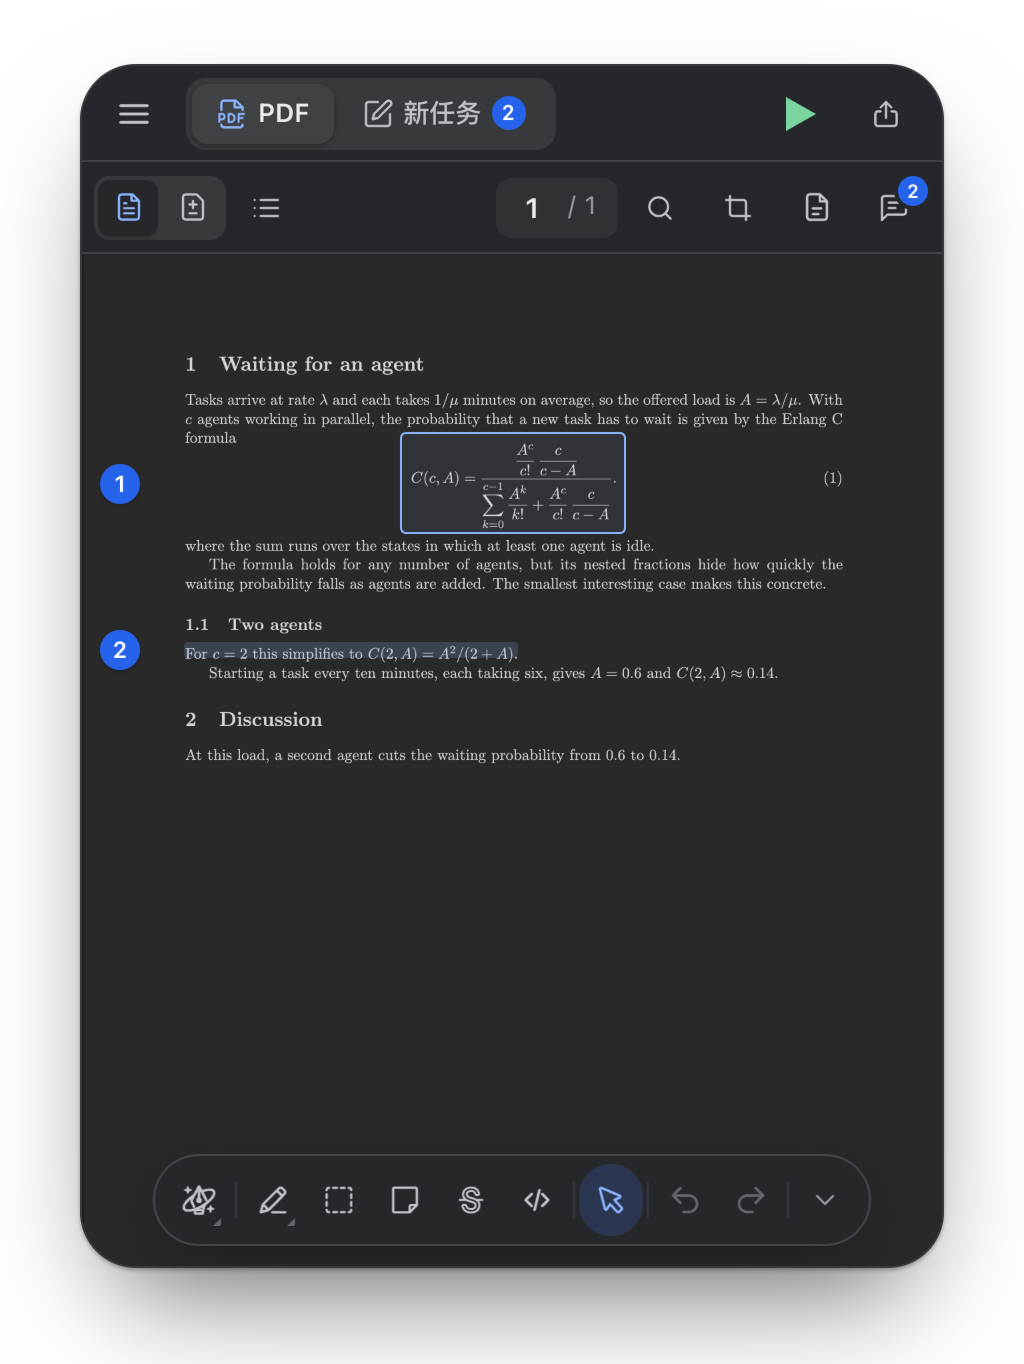 PDF 新任务 2
1 / 1 2
1 Waiting for an agent
Tasks arrive at rate λ and each takes 1/μ minutes on average, so the offered load is A = λ/μ. With
c agents working in parallel, the probability that a new task has to wait is given by the Erlang C
formula
1 C(c, A) = \frac{\frac{A^c}{c!} \frac{c}{c − A}}{\sum_{k=0}^{c−1} \frac{A^k}{k!} + \frac{A^c}{c!} \frac{c}{c − A}}. (1)
where the sum runs over the states in which at least one agent is idle.
The formula holds for any number of agents, but its nested fractions hide how quickly the
waiting probability falls as agents are added. The smallest interesting case makes this concrete.
1.1 Two agents
2 For c = 2 this simplifies to C(2, A) = A²/(2 + A).
Starting a task every ten minutes, each taking six, gives A = 0.6 and C(2, A) ≈ 0.14.
2 Discussion
At this load, a second agent cuts the waiting probability from 0.6 to 0.14.